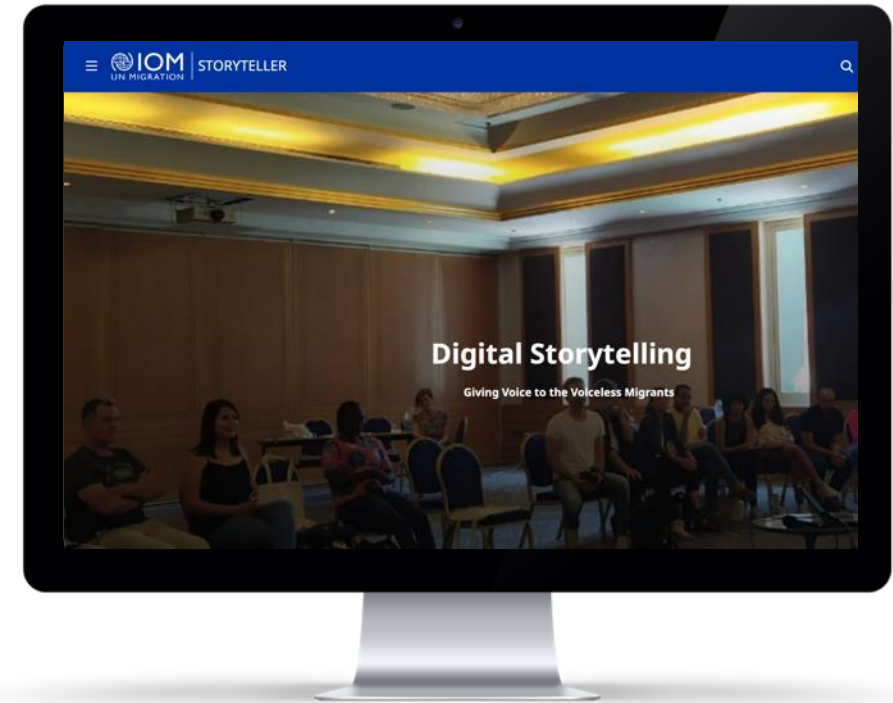 IOM
UN MIGRATION
STORYTELLER
Digital Storytelling
Giving Voice to the Voiceless Migrants